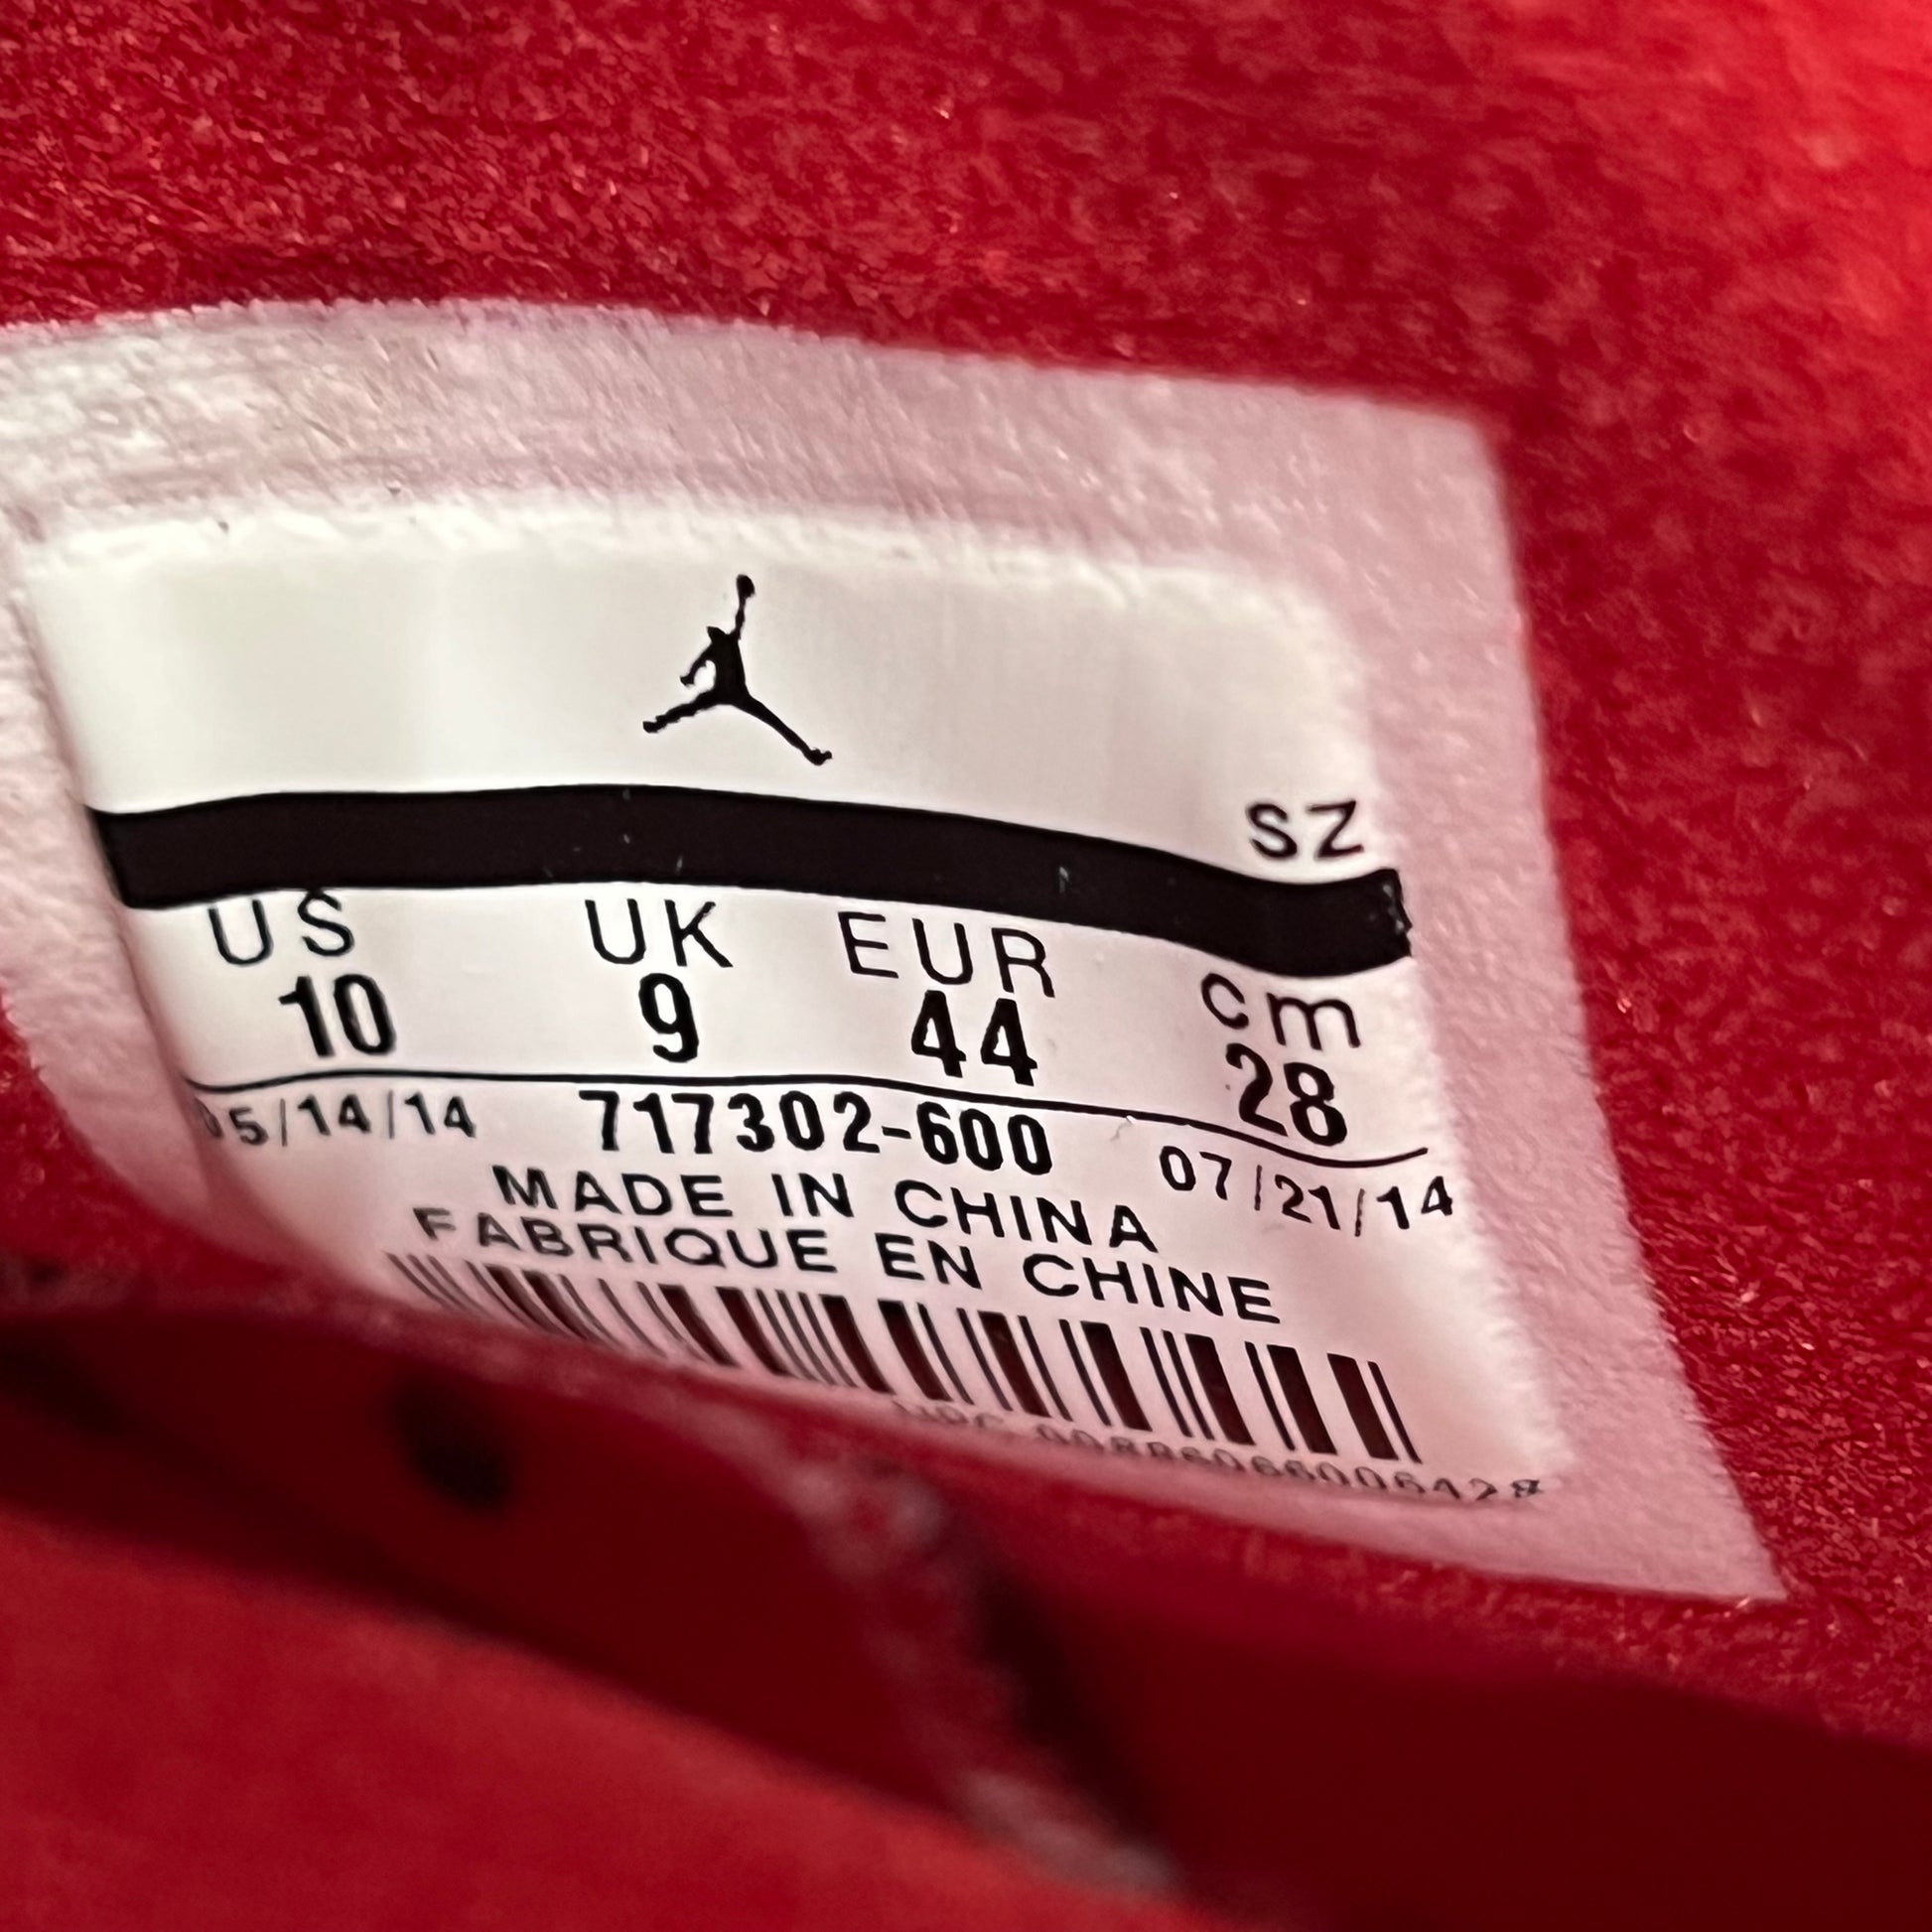 SZ
US UK EUR cm
10 9 44 28
05/14/14 717302-600 07/21/14
MADE IN CHINA
FABRIQUE EN CHINE